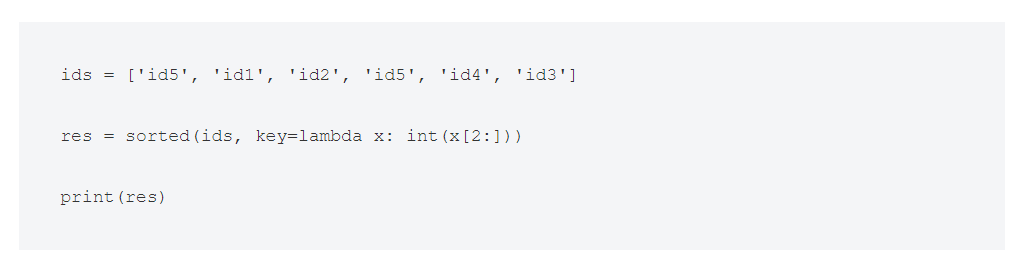 ids = ['id5', 'id1', 'id2', 'id5', 'id4', 'id3']
res = sorted(ids, key=lambda x: int(x[2:]))
print(res)